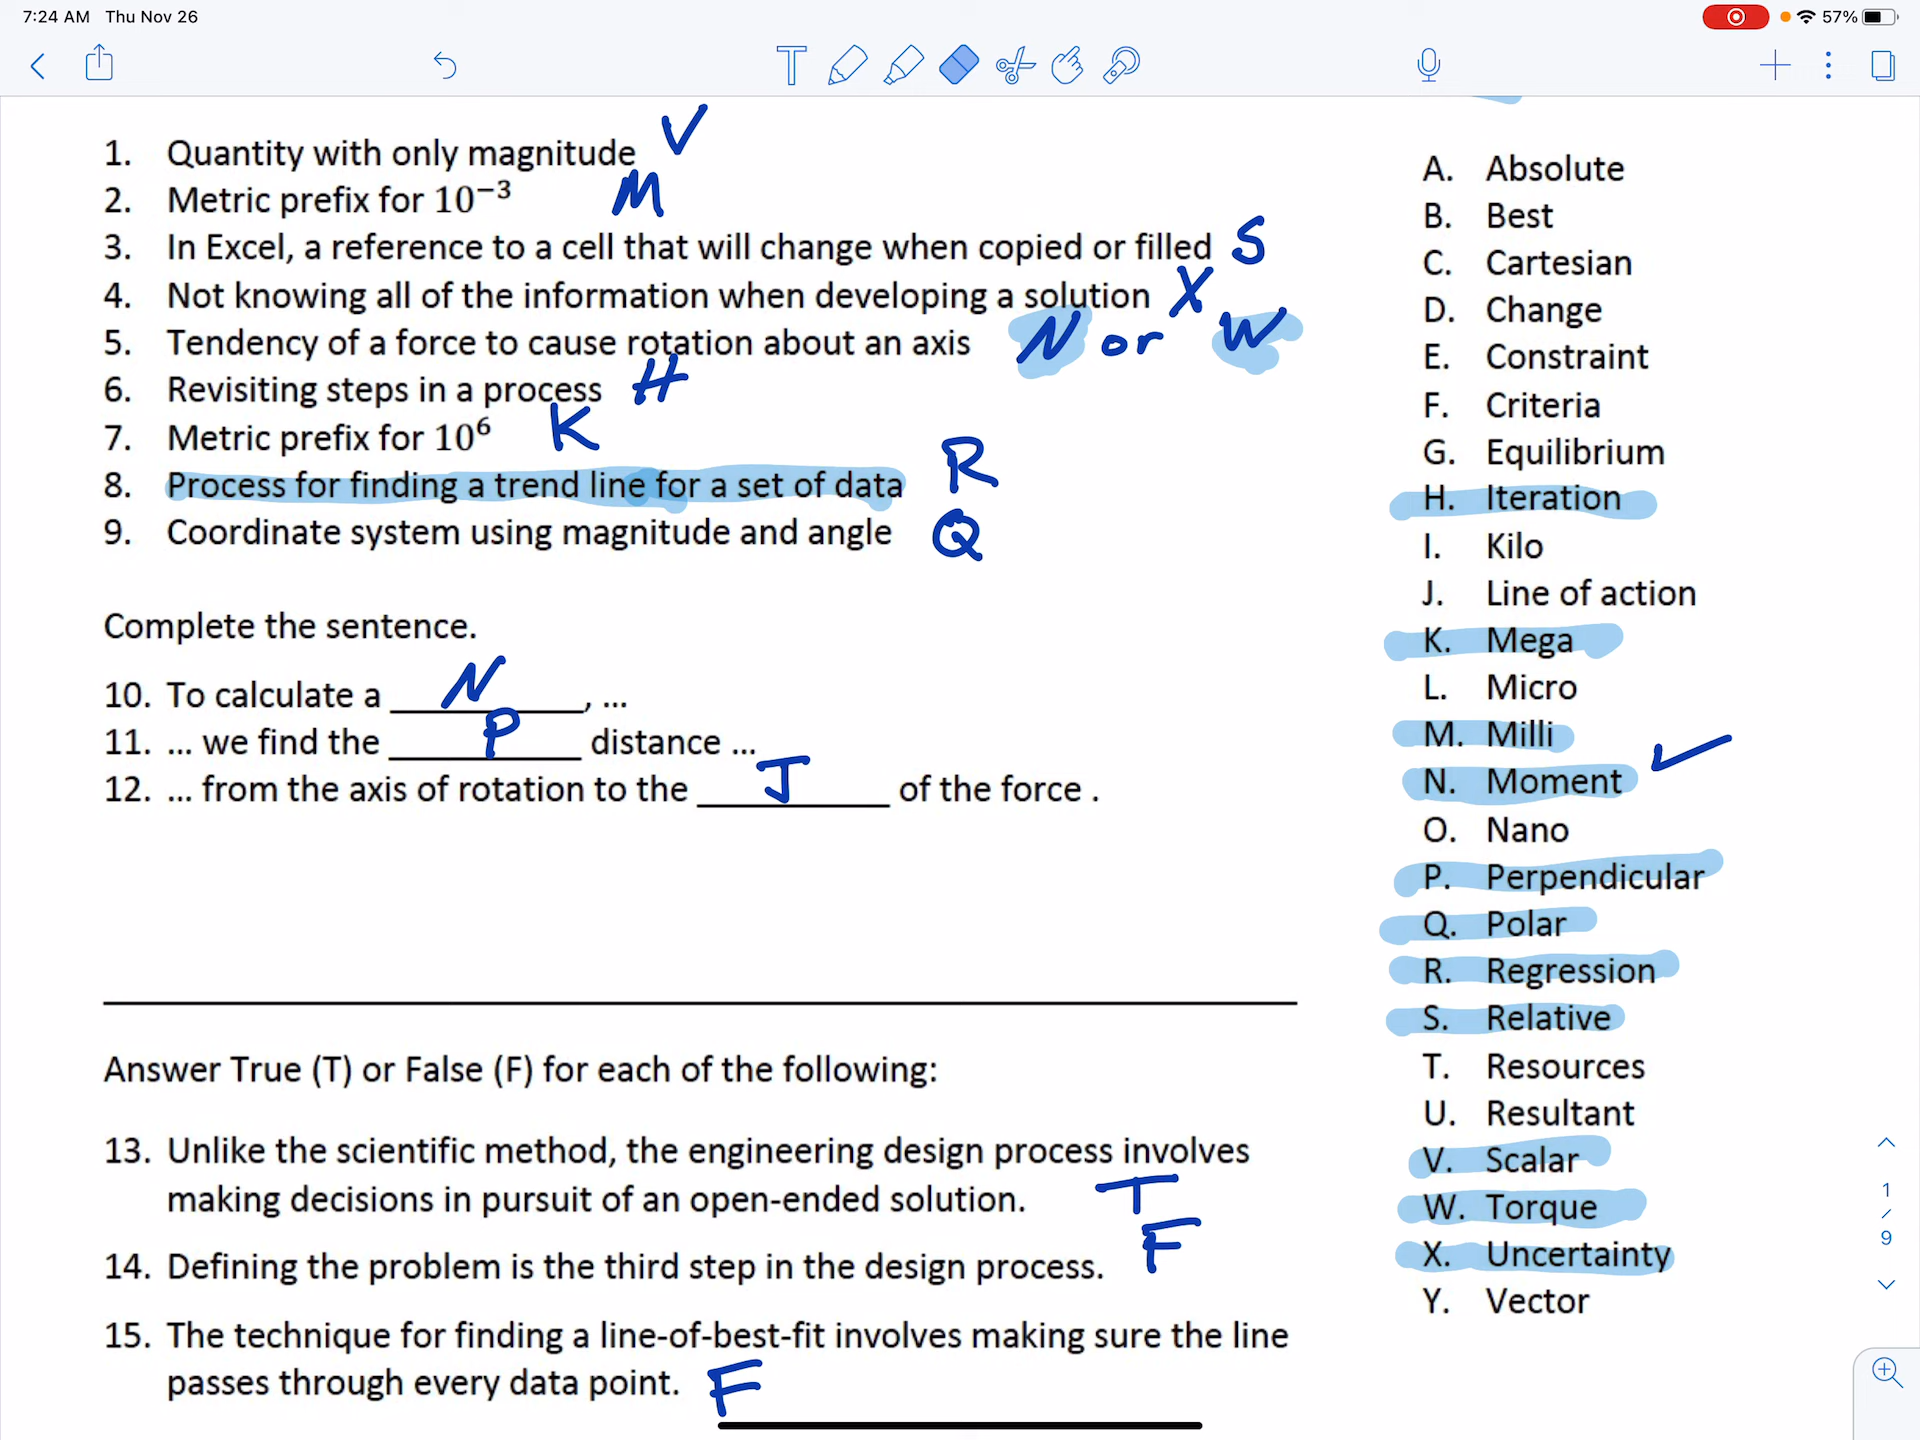 7:24 AM Thu Nov 26
57%
1. Quantity with only magnitude V
2. Metric prefix for 10⁻³ M
3. In Excel, a reference to a cell that will change when copied or filled S
4. Not knowing all of the information when developing a solution X
5. Tendency of a force to cause rotation about an axis N or W
6. Revisiting steps in a process H
7. Metric prefix for 10⁶ K
8. Process for finding a trend line for a set of data R
9. Coordinate system using magnitude and angle Q
Complete the sentence.
10. To calculate a N, ...
11. ... we find the P distance ...
12. ... from the axis of rotation to the J of the force .
Answer True (T) or False (F) for each of the following:
13. Unlike the scientific method, the engineering design process involves
making decisions in pursuit of an open-ended solution. T
14. Defining the problem is the third step in the design process. F
15. The technique for finding a line-of-best-fit involves making sure the line
passes through every data point. F
A. Absolute
B. Best
C. Cartesian
D. Change
E. Constraint
F. Criteria
G. Equilibrium
H. Iteration
I. Kilo
J. Line of action
K. Mega
L. Micro
M. Milli
N. Moment
O. Nano
P. Perpendicular
Q. Polar
R. Regression
S. Relative
T. Resources
U. Resultant
V. Scalar
W. Torque
X. Uncertainty
Y. Vector
1
/
9